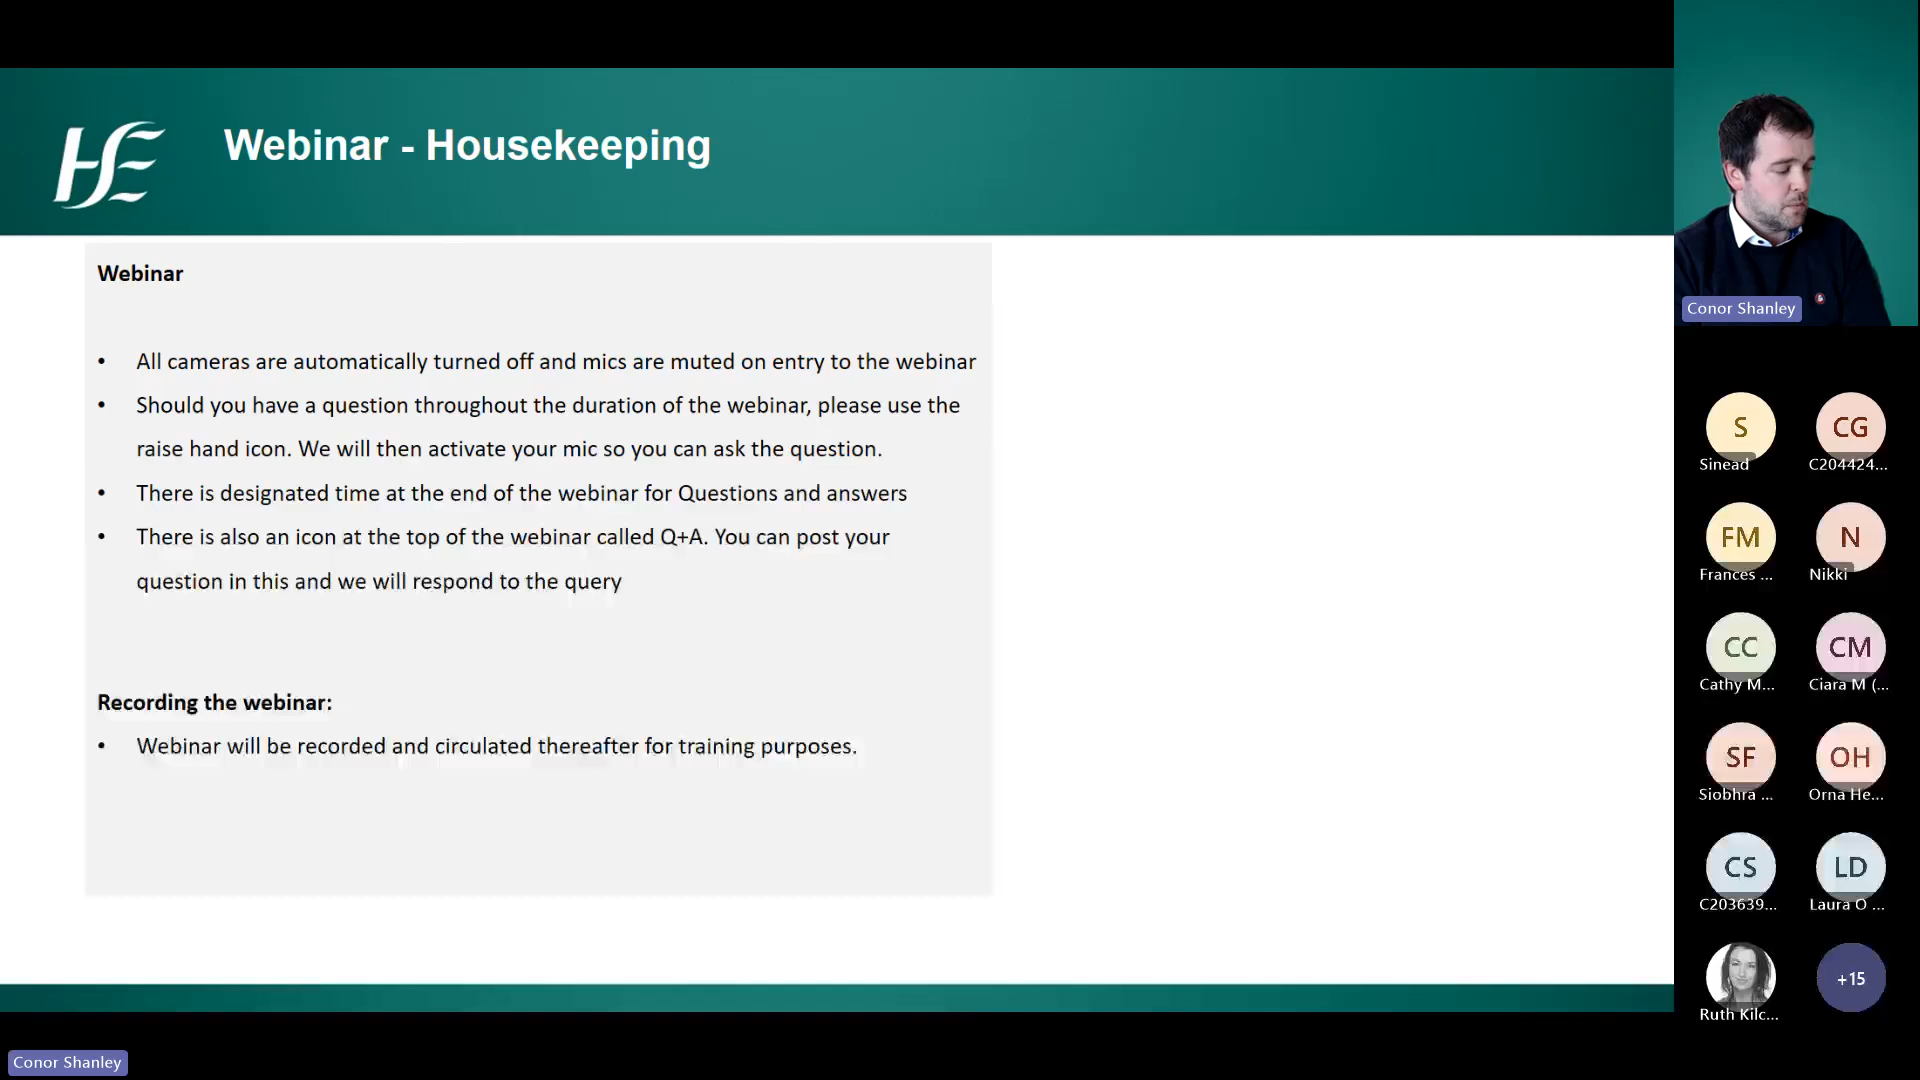 HSE
Webinar - Housekeeping
Webinar
• All cameras are automatically turned off and mics are muted on entry to the webinar
• Should you have a question throughout the duration of the webinar, please use the
raise hand icon. We will then activate your mic so you can ask the question.
• There is designated time at the end of the webinar for Questions and answers
• There is also an icon at the top of the webinar called Q+A. You can post your
question in this and we will respond to the query
Recording the webinar:
• Webinar will be recorded and circulated thereafter for training purposes.
Conor Shanley
Conor Shanley
S
CG
Sinead
C204424...
FM
N
Frances ...
Nikki
CC
CM
Cathy M...
Ciara M (...
SF
OH
Siobhra ...
Orna He...
CS
LD
C203639...
Laura O ...
+15
Ruth Kilc...